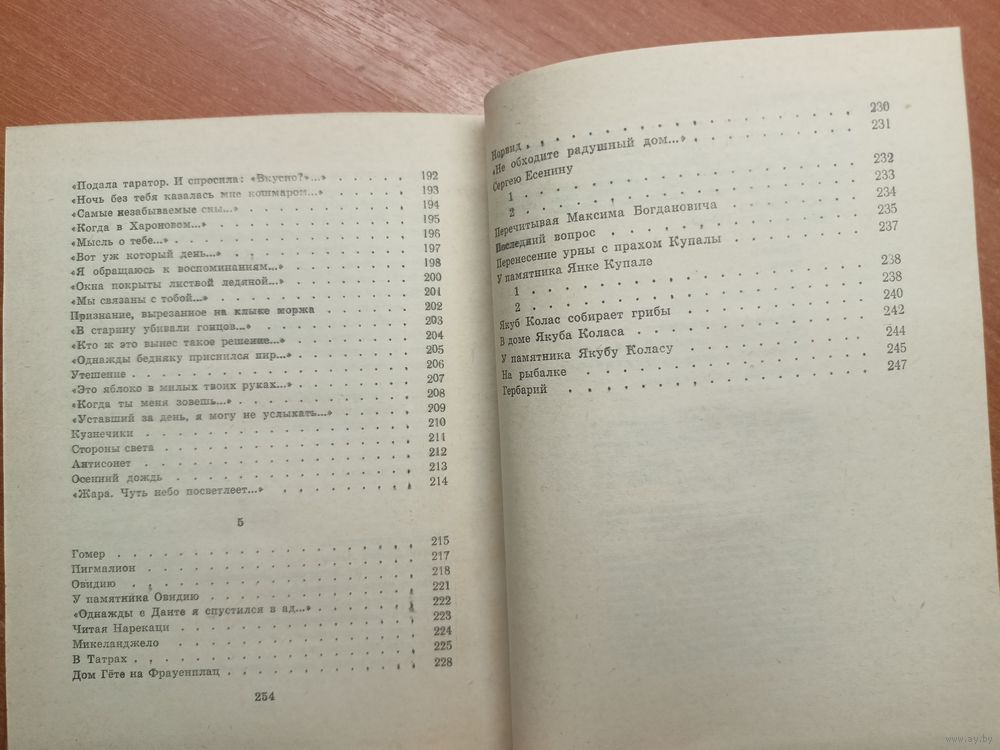 «Подала таратор. И спросила: «Вкусно?»...» 192
«Ночь без тебя казалась мне кошмаром...» 193
«Самые незабываемые сны...» 194
«Когда в Хароновом...» 195
«Мысль о тебе...» 196
«Вот уж который день...» 197
«Я обращаюсь к воспоминаниям...» 198
«Окна покрыты листвой ледяной...» 200
«Мы связаны с тобой...» 201
Признание, вырезанное на клыке моржа 202
«В старину убивали гонцов...» 203
«Кто ж это вынес такое решение...» 204
«Однажды бедняку приснился пир...» 205
Утешение 206
«Это яблоко в милых твоих руках...» 207
«Когда ты меня зовешь...» 208
«Уставший за день, я могу не услыхать...» 209
Кузнечики 210
Стороны света 211
Антисонет 212
Осенний дождь 213
«Жара. Чуть небо посветлеет...» 214
5
Гомер 215
Пигмалион 217
Овидию 218
У памятника Овидию 221
«Однажды с Данте я спустился в ад...» 222
Читая Нарекаци 223
Микеланджело 224
В Татрах 225
Дом Гёте на Фрауенплац 228
254
Норвид 230
«Не обходите радушный дом...» 231
Сергею Есенину
1 232
2 233
Перечитывая Максима Богдановича 234
Последний вопрос 235
Перенесение урны с прахом Купалы 237
У памятника Янке Купале
1 238
2 238
Якуб Колас собирает грибы 240
В доме Якуба Коласа 242
У памятника Якубу Коласу 244
На рыбалке 245
Гербарий 247
www.ay.by